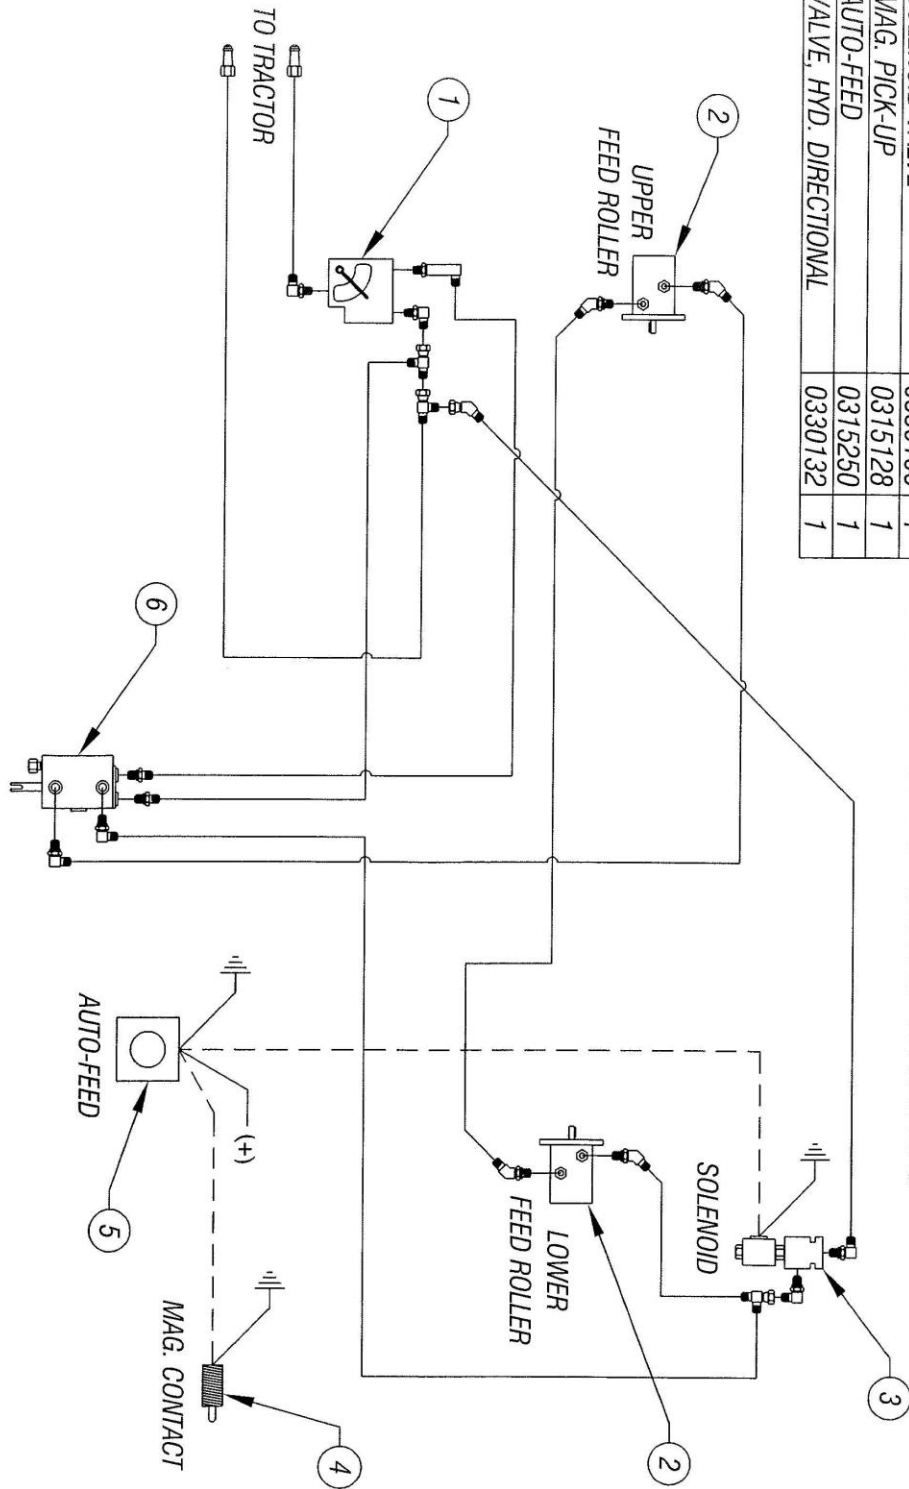 MAG. PICK-UP 0315128 1
AUTO-FEED 0315250 1
VALVE, HYD. DIRECTIONAL 0330132 1
3
2
UPPER
FEED ROLLER
2
SOLENOID
LOWER
FEED ROLLER
1
TO TRACTOR
4
MAG. CONTACT
(+)
6
5
AUTO-FEED